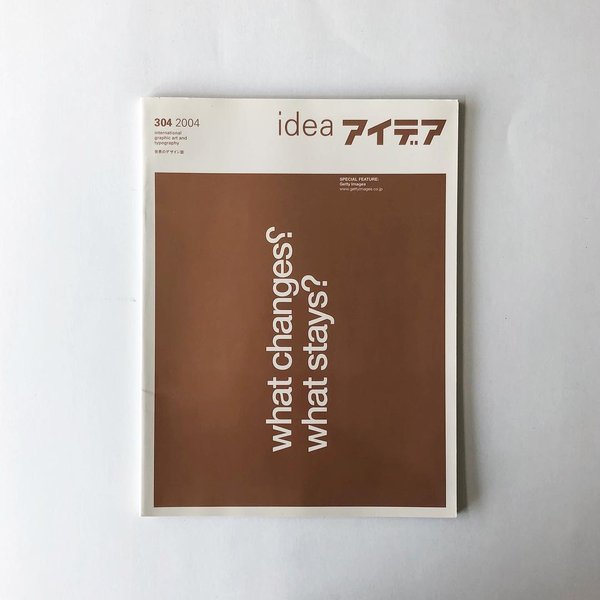 304 2004
international
graphic art and
typography
世界のデザイン誌
idea アイデア
SPECIAL FEATURE:
Getty Images
www.gettyimages.co.jp
what changes?
what stays?